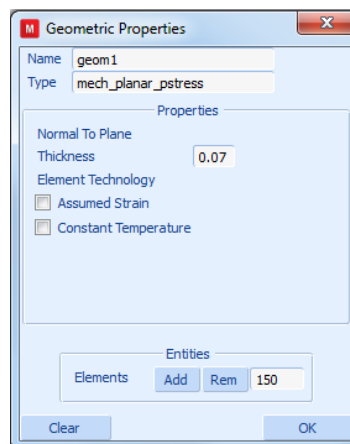 M Geometric Properties X
Name geom1
Type mech_planar_pstress
Properties
Normal To Plane
Thickness 0.07
Element Technology
Assumed Strain
Constant Temperature
Entities
Elements Add Rem 150
Clear OK